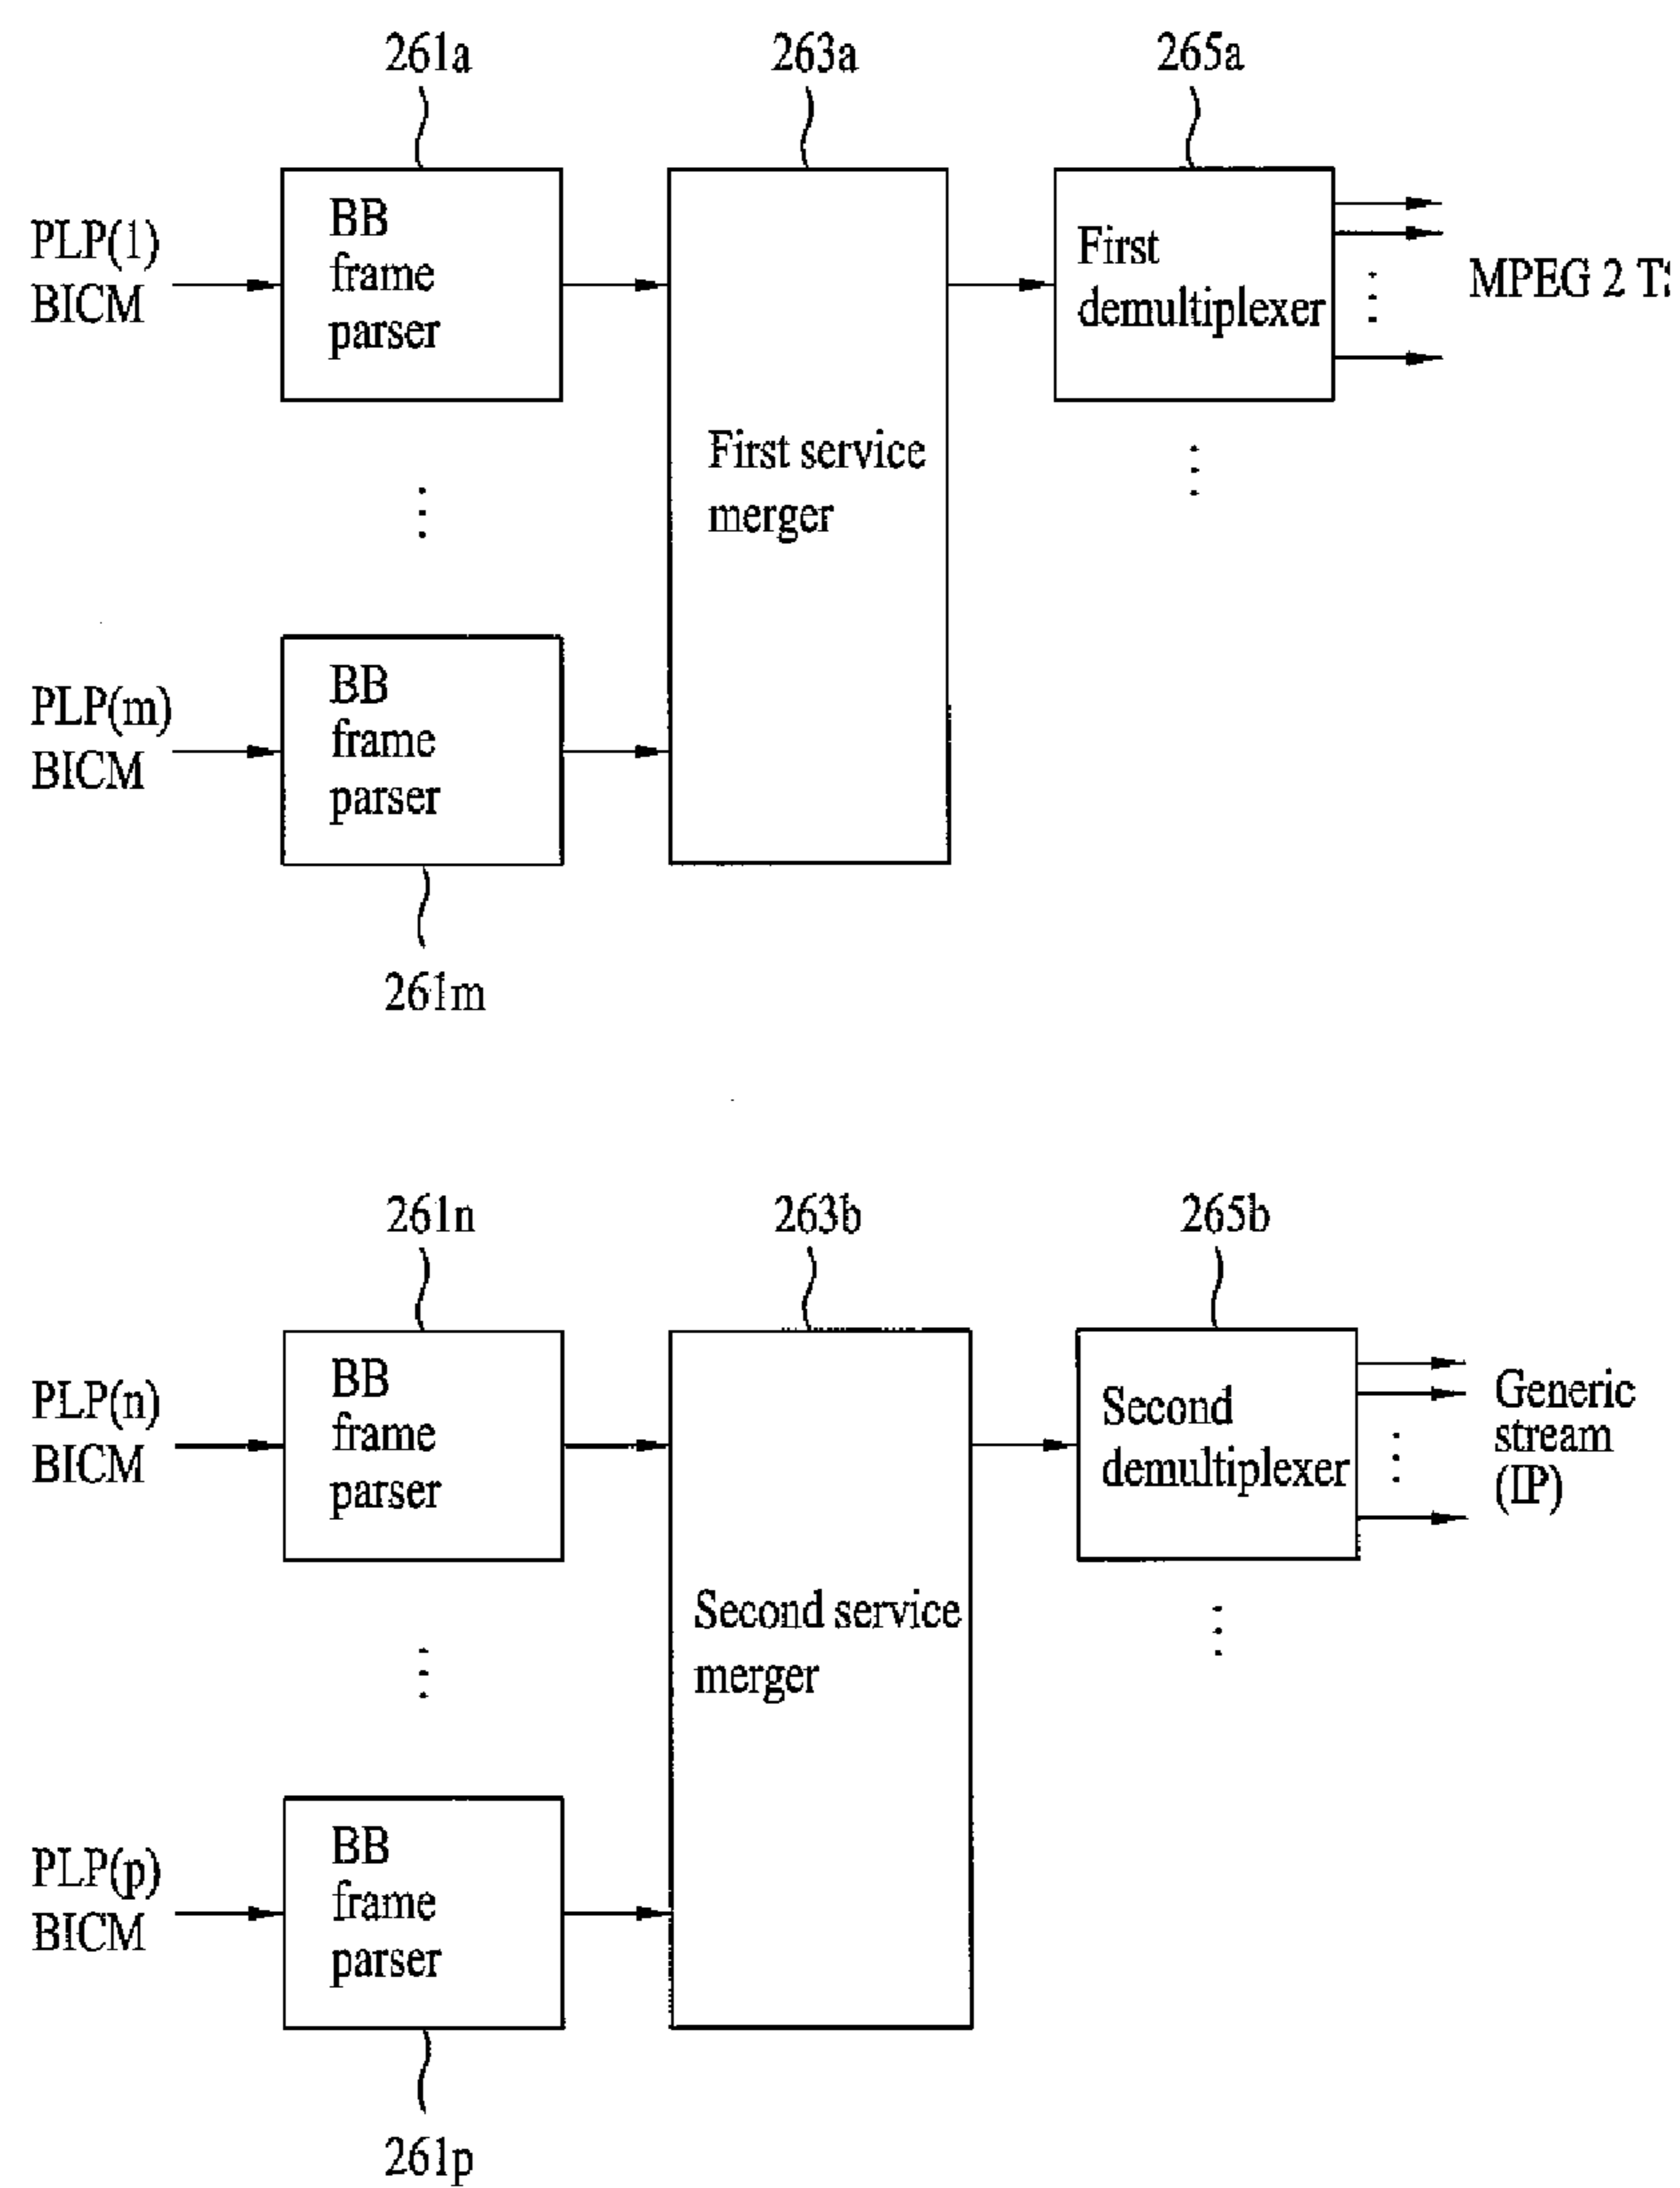 261a
263a
265a
PLP(1)
BICM
BB
frame
parser
First
demultiplexer
MPEG 2 TS
First service
merger
PLP(m)
BICM
BB
frame
parser
261m
261n
263b
265b
PLP(n)
BICM
BB
frame
parser
Second
demultiplexer
Generic
stream
(IP)
Second service
merger
PLP(p)
BICM
BB
frame
parser
261p